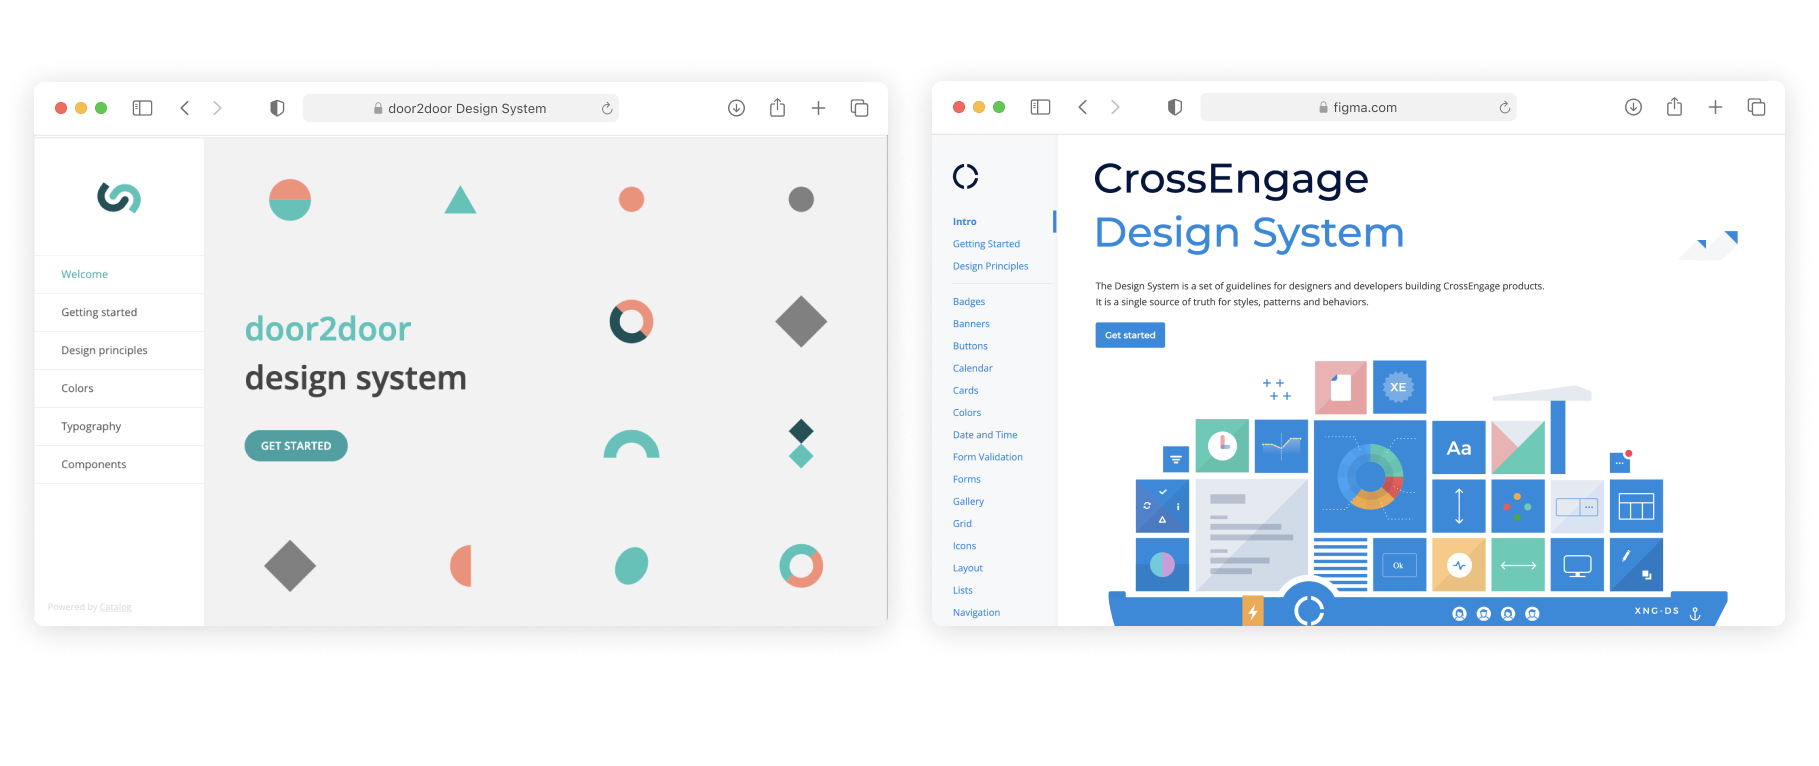 door2door Design System
Welcome
Getting started
Design principles
Colors
Typography
Components
Powered by Catalog
door2door
design system
GET STARTED
figma.com
Intro
Getting Started
Design Principles
Badges
Banners
Buttons
Calendar
Cards
Colors
Date and Time
Form Validation
Forms
Gallery
Grid
Icons
Layout
Lists
Navigation
CrossEngage
Design System
The Design System is a set of guidelines for designers and developers building CrossEngage products.
It is a single source of truth for styles, patterns and behaviors.
Get started
XE
Aa
i
Ok
XNG-DS